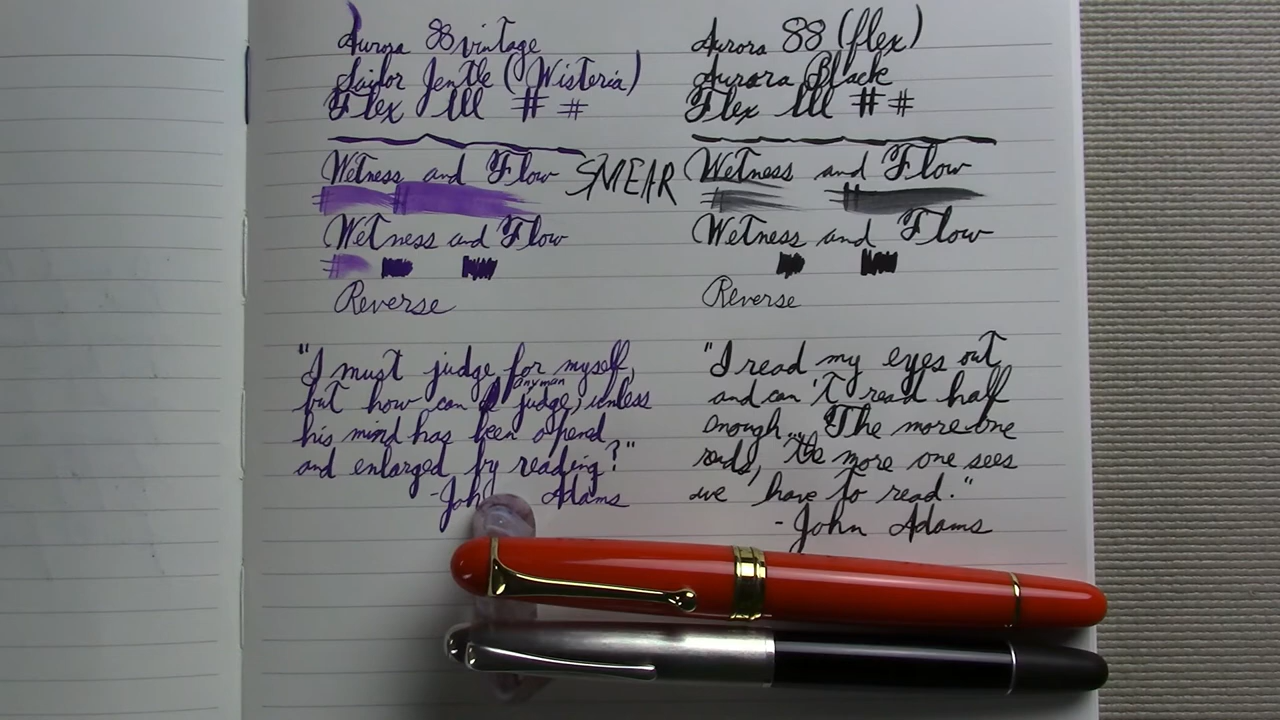 Aurora 88 vintage
Sailor Jentle (Wisteria)
Flex lll # #
Wetness and Flow
SMEAR
Wetness and Flow
Reverse
"I must judge for myself,
but how can anyman judge, unless
his mind has been opend
and enlarged by reading?"
-John Adams
Aurora 88 (flex)
Aurora Black
Flex lll # #
Wetness and Flow
Wetness and Flow
Reverse
"I read my eyes out
and can't read half
enough... The more one
reads, the more one sees
we have to read."
-John Adams